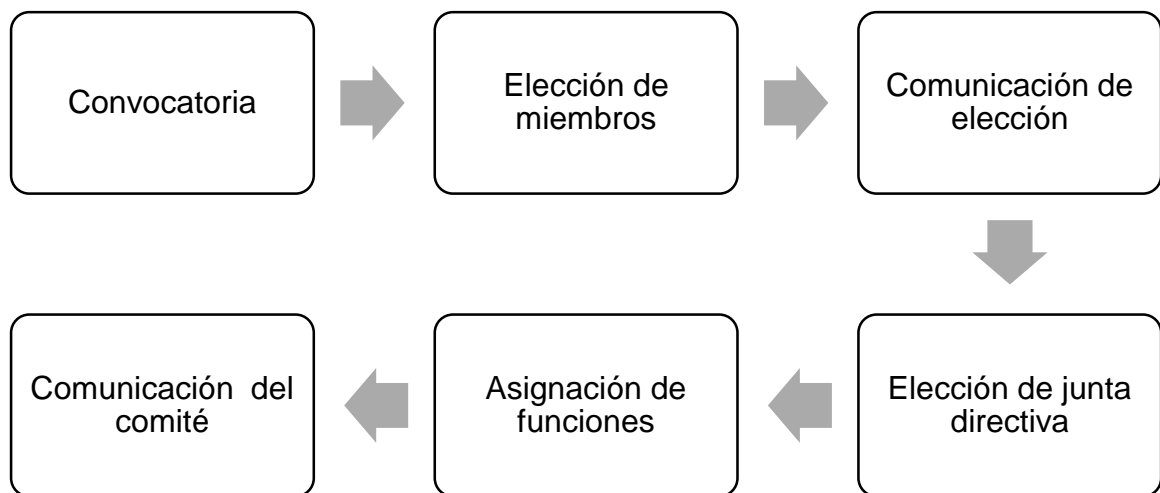 Convocatoria
Elección de
miembros
Comunicación de
elección
Elección de junta
directiva
Asignación de
funciones
Comunicación  del
comité